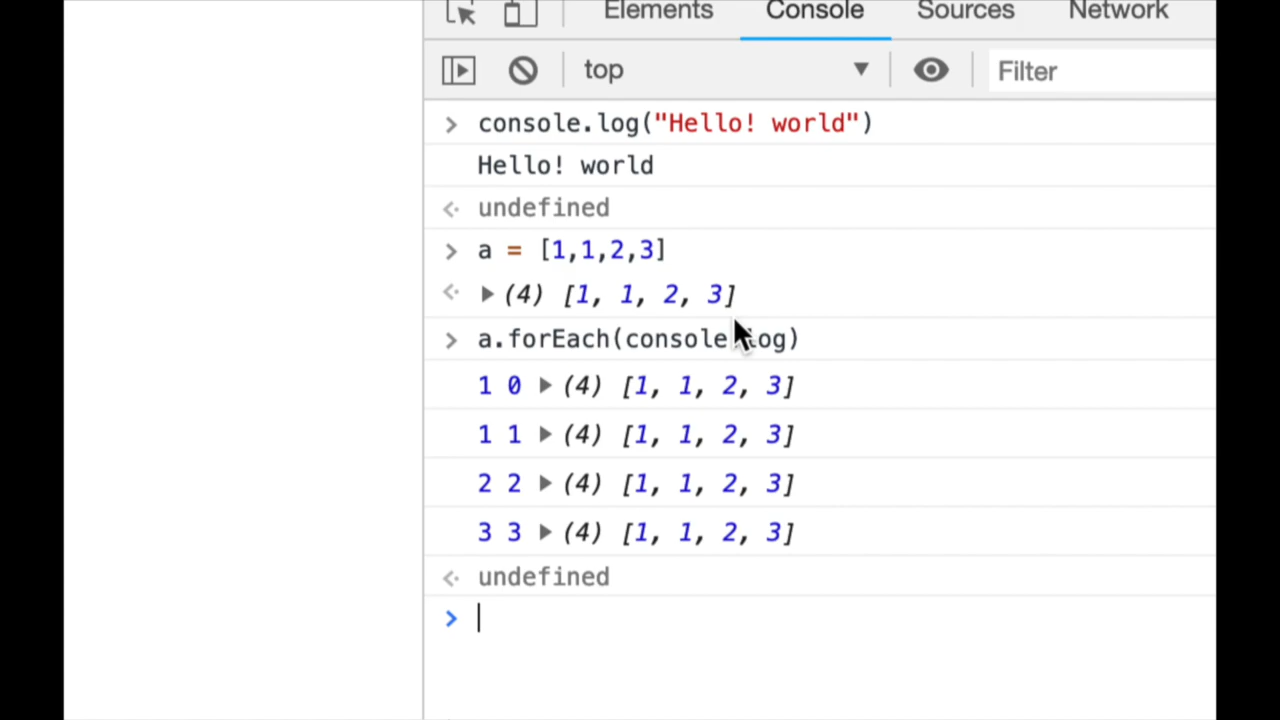 Elements Console Sources Network
top Filter
console.log("Hello! world")
Hello! world
undefined
a = [1,1,2,3]
(4) [1, 1, 2, 3]
a.forEach(console.log)
1 0 (4) [1, 1, 2, 3]
1 1 (4) [1, 1, 2, 3]
2 2 (4) [1, 1, 2, 3]
3 3 (4) [1, 1, 2, 3]
undefined